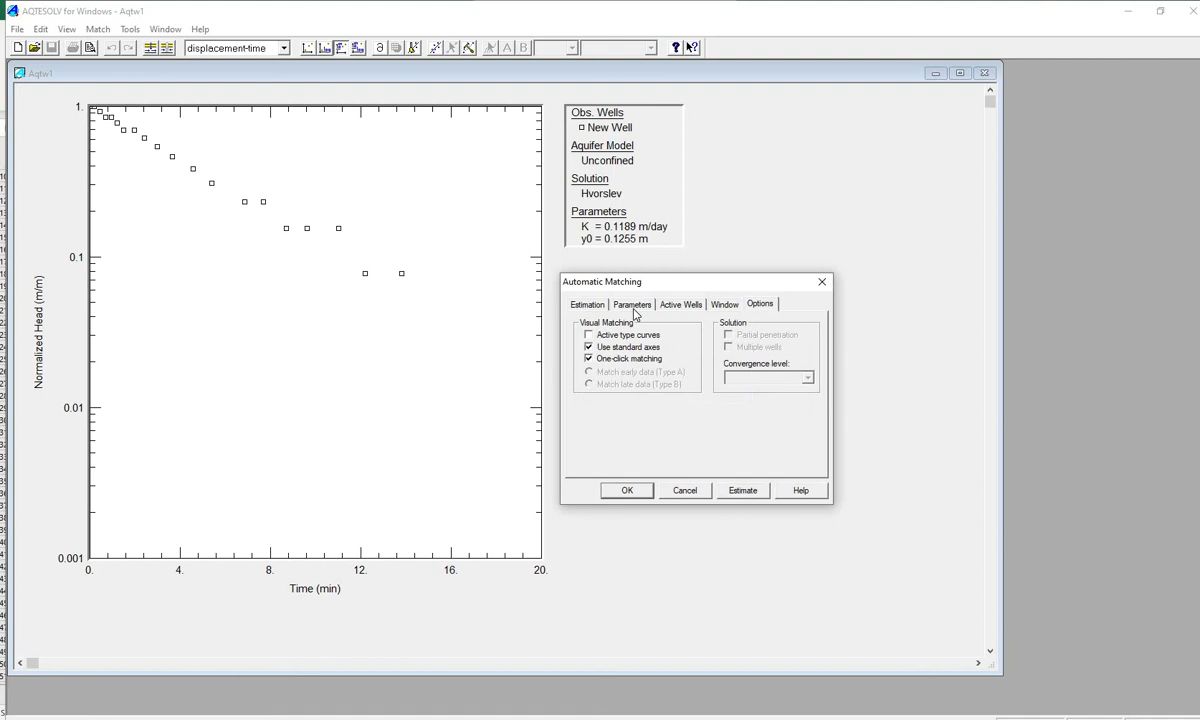 AQTESOLV for Windows - Aqtw1
File Edit View Match Tools Window Help
displacement-time
Aqtw1
1.
0.1
0.01
0.001
Normalized Head (m/m)
0. 4. 8. 12. 16. 20.
Time (min)
Obs. Wells
New Well
Aquifer Model
Unconfined
Solution
Hvorslev
Parameters
K = 0.1189 m/day
y0 = 0.1255 m
Automatic Matching
Estimation Parameters Active Wells Window Options
Visual Matching
Active type curves
Use standard axes
One-click matching
Match early data (Type A)
Match late data (Type B)
Solution
Partial penetration
Multiple wells
Convergence level:
OK Cancel Estimate Help